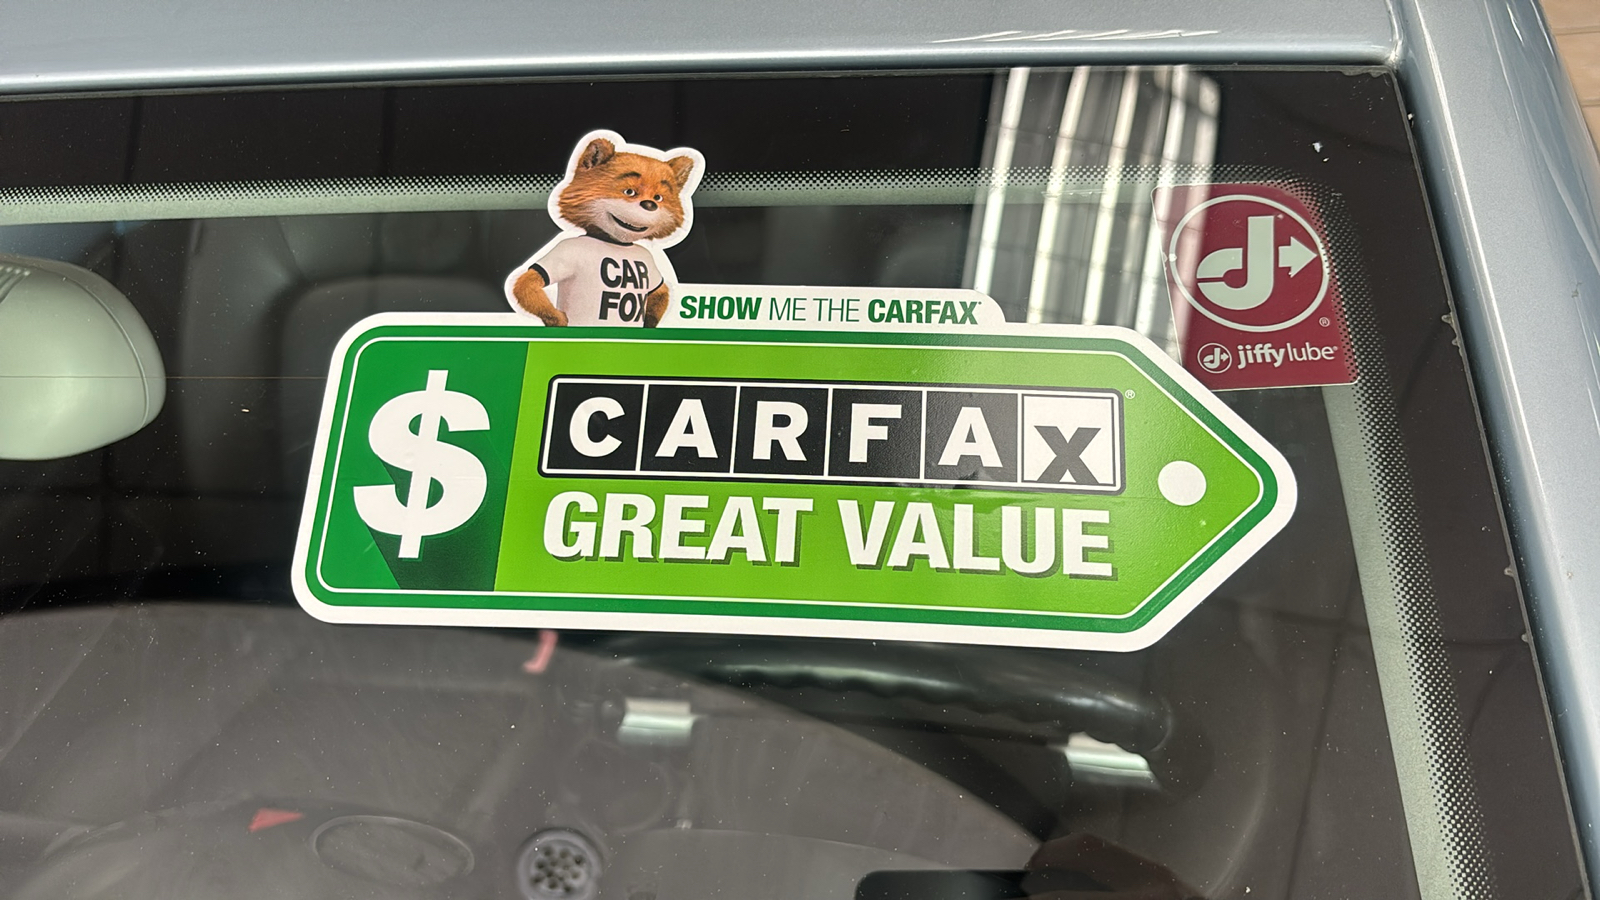 CAR
FOX
SHOW ME THE CARFAX®
$
CARFAX®
GREAT VALUE
J®
jiffy lube®